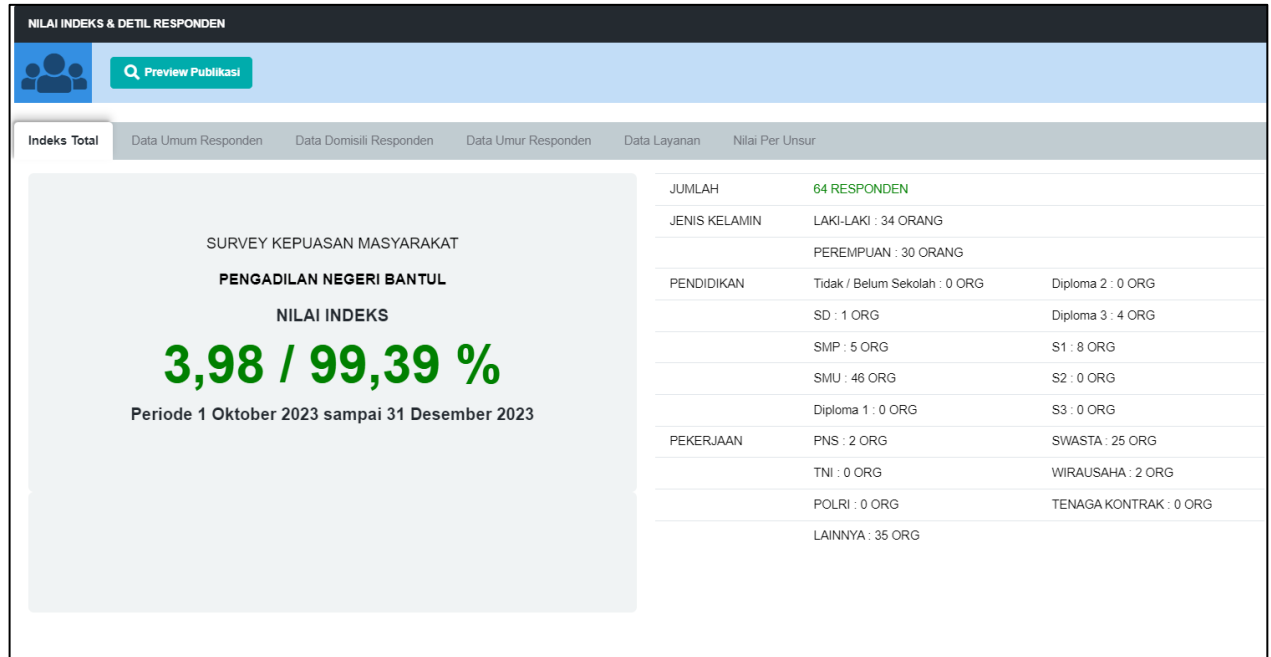 NILAI INDEKS & DETIL RESPONDEN
Preview Publikasi
Indeks Total Data Umum Responden Data Domisili Responden Data Umur Responden Data Layanan Nilai Per Unsur
SURVEY KEPUASAN MASYARAKAT
PENGADILAN NEGERI BANTUL
NILAI INDEKS
3,98 / 99,39 %
Periode 1 Oktober 2023 sampai 31 Desember 2023
JUMLAH 64 RESPONDEN
JENIS KELAMIN LAKI-LAKI : 34 ORANG
PEREMPUAN : 30 ORANG
PENDIDIKAN Tidak / Belum Sekolah : 0 ORG Diploma 2 : 0 ORG
SD : 1 ORG Diploma 3 : 4 ORG
SMP : 5 ORG S1 : 8 ORG
SMU : 46 ORG S2 : 0 ORG
Diploma 1 : 0 ORG S3 : 0 ORG
PEKERJAAN PNS : 2 ORG SWASTA : 25 ORG
TNI : 0 ORG WIRAUSAHA : 2 ORG
POLRI : 0 ORG TENAGA KONTRAK : 0 ORG
LAINNYA : 35 ORG